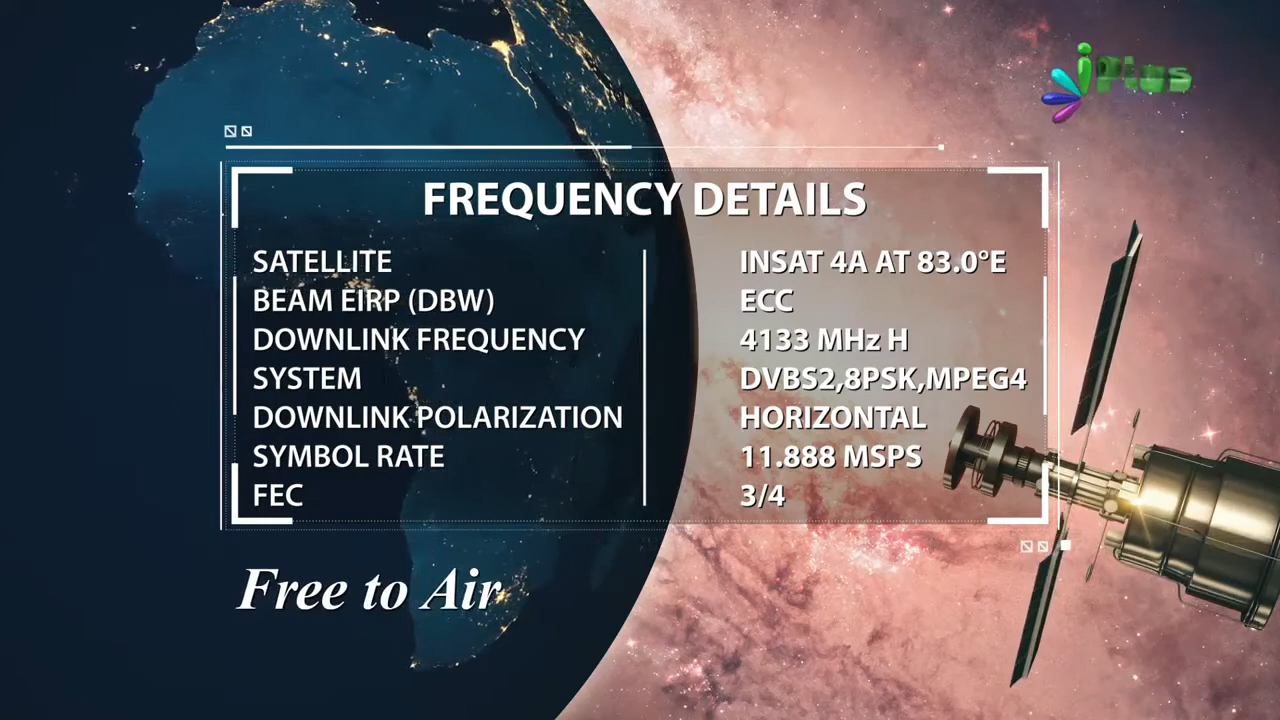 iPlus
FREQUENCY DETAILS
SATELLITE INSAT 4A AT 83.0°E
BEAM EIRP (DBW) ECC
DOWNLINK FREQUENCY 4133 MHz H
SYSTEM DVBS2,8PSK,MPEG4
DOWNLINK POLARIZATION HORIZONTAL
SYMBOL RATE 11.888 MSPS
FEC 3/4
Free to Air